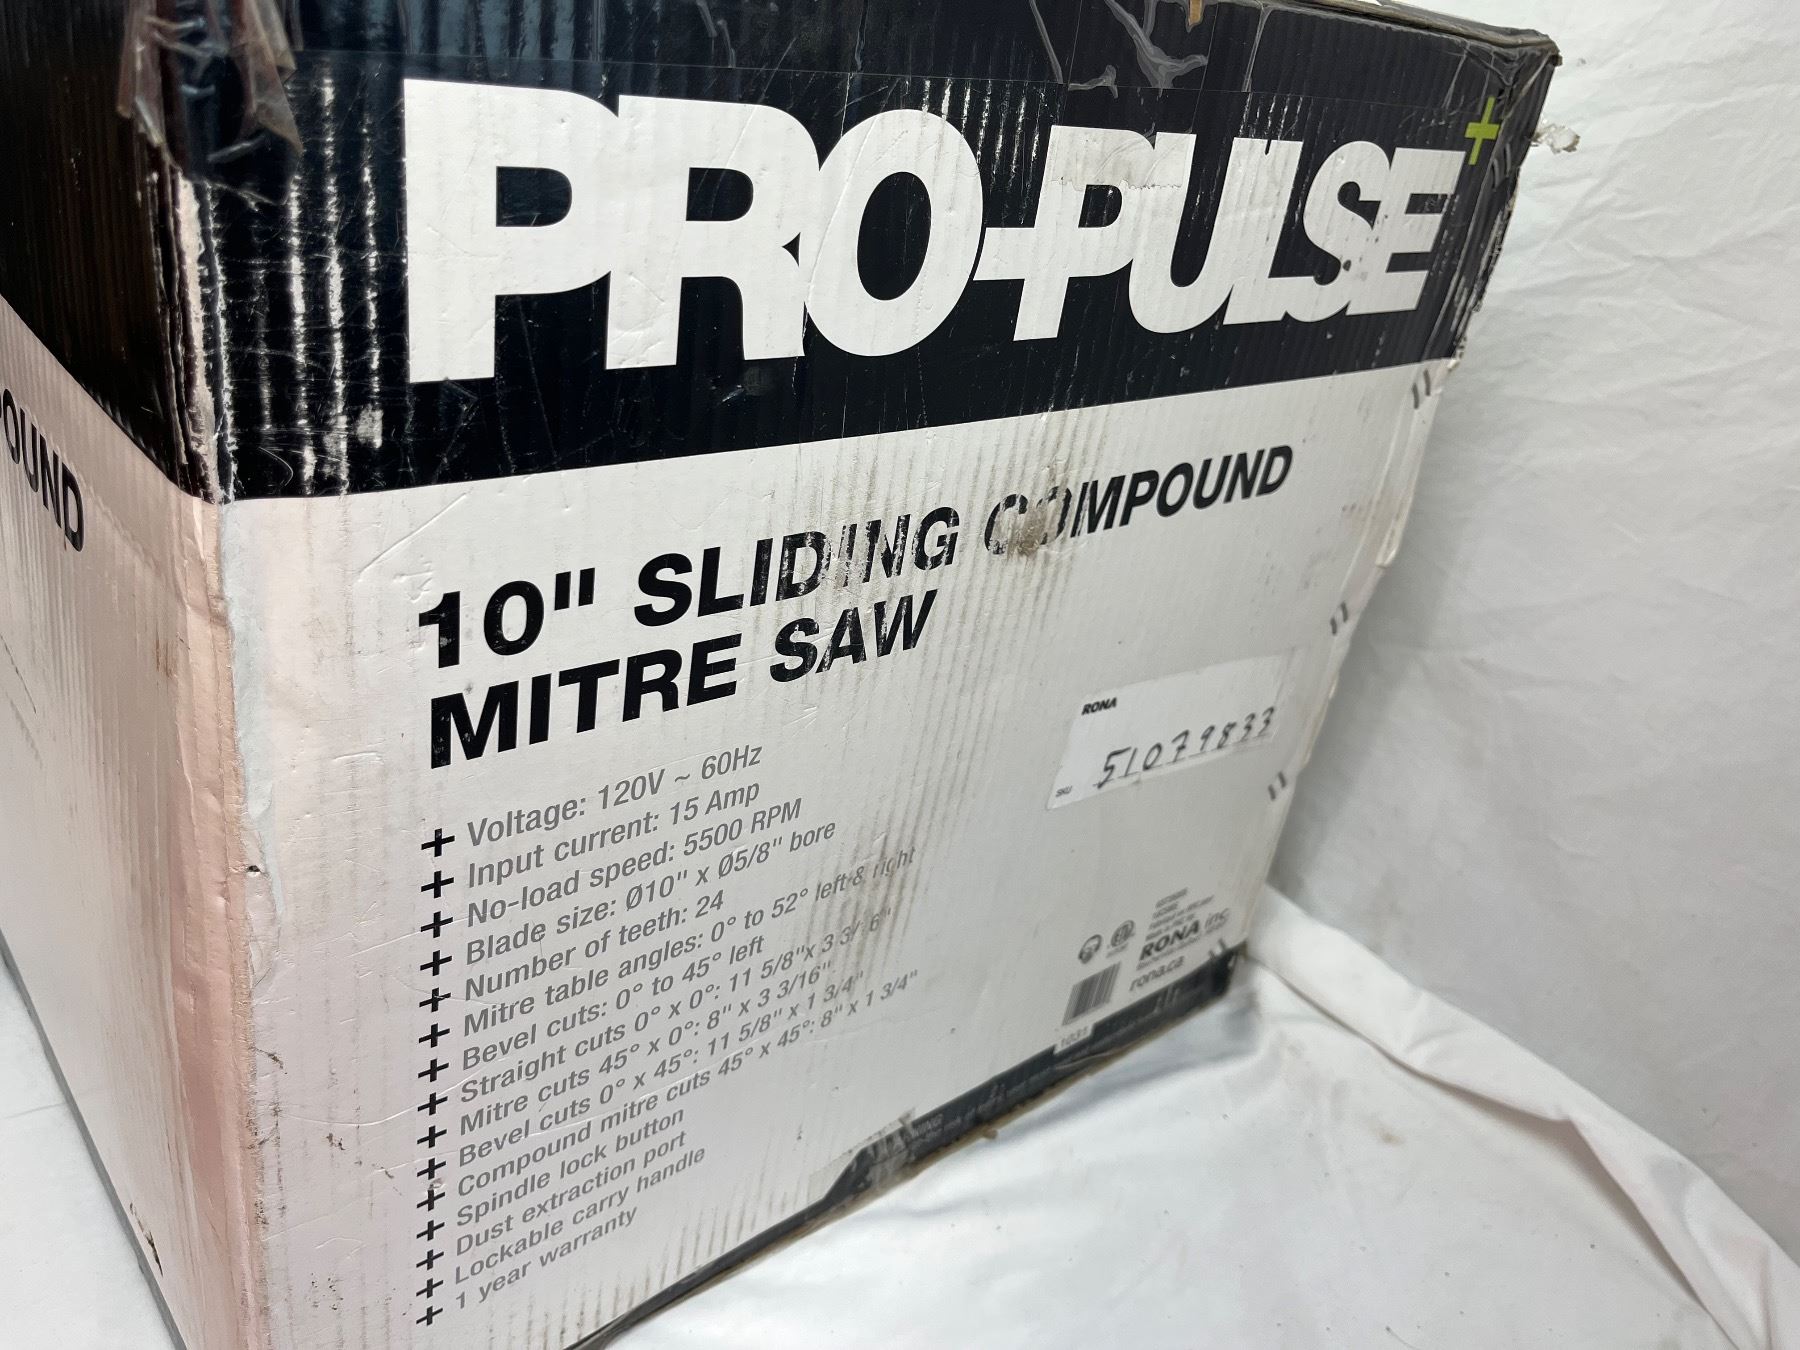 PRO-PULSE+
10" SLIDING COMPOUND
MITRE SAW
+ Voltage: 120V ~ 60Hz
+ Input current: 15 Amp
+ No-load speed: 5500 RPM
+ Blade size: Ø10" x Ø5/8" bore
+ Number of teeth: 24
+ Mitre table angles: 0° to 52° left & right
+ Bevel cuts: 0° to 45° left
+ Straight cuts 0° x 0°: 11 5/8"x 3 3/16"
+ Mitre cuts 45° x 0°: 8" x 3 3/16"
+ Bevel cuts 0° x 45°: 11 5/8" x 1 3/4"
+ Compound mitre cuts 45° x 45°: 8" x 1 3/4"
+ Spindle lock button
+ Dust extraction port
+ Lockable carry handle
+ 1 year warranty
OUND
RONA
SKU 51079833
RONA inc.
rona.ca